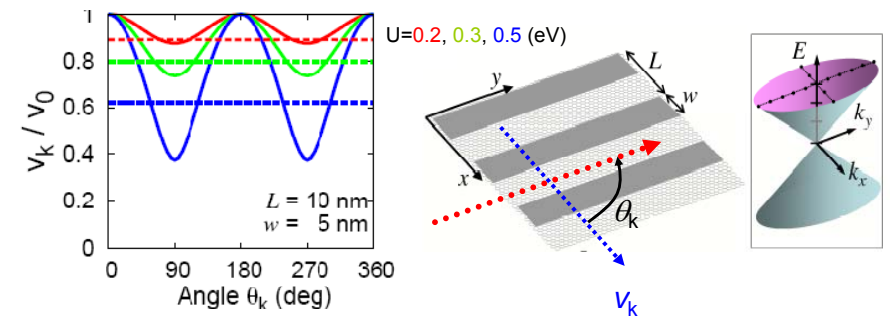 U=0.2, 0.3, 0.5 (eV)
v_k / v_0
1
0.8
0.6
0.4
0.2
0
0 90 180 270 360
Angle θ_k (deg)
L = 10 nm
w = 5 nm
y
x
L
w
θ_k
v_k
E
k_y
k_x